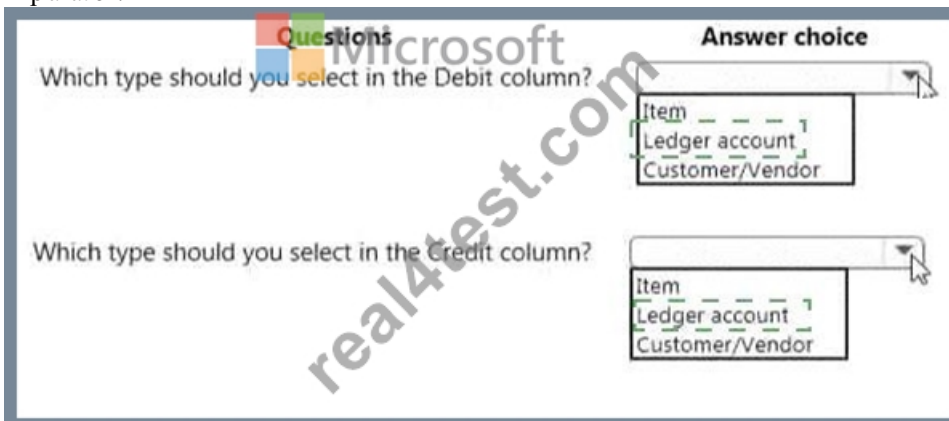 Microsoft
Questions Answer choice
Which type should you select in the Debit column?
Item
Ledger account
Customer/Vendor
Which type should you select in the Credit column?
Item
Ledger account
Customer/Vendor
real4test.com